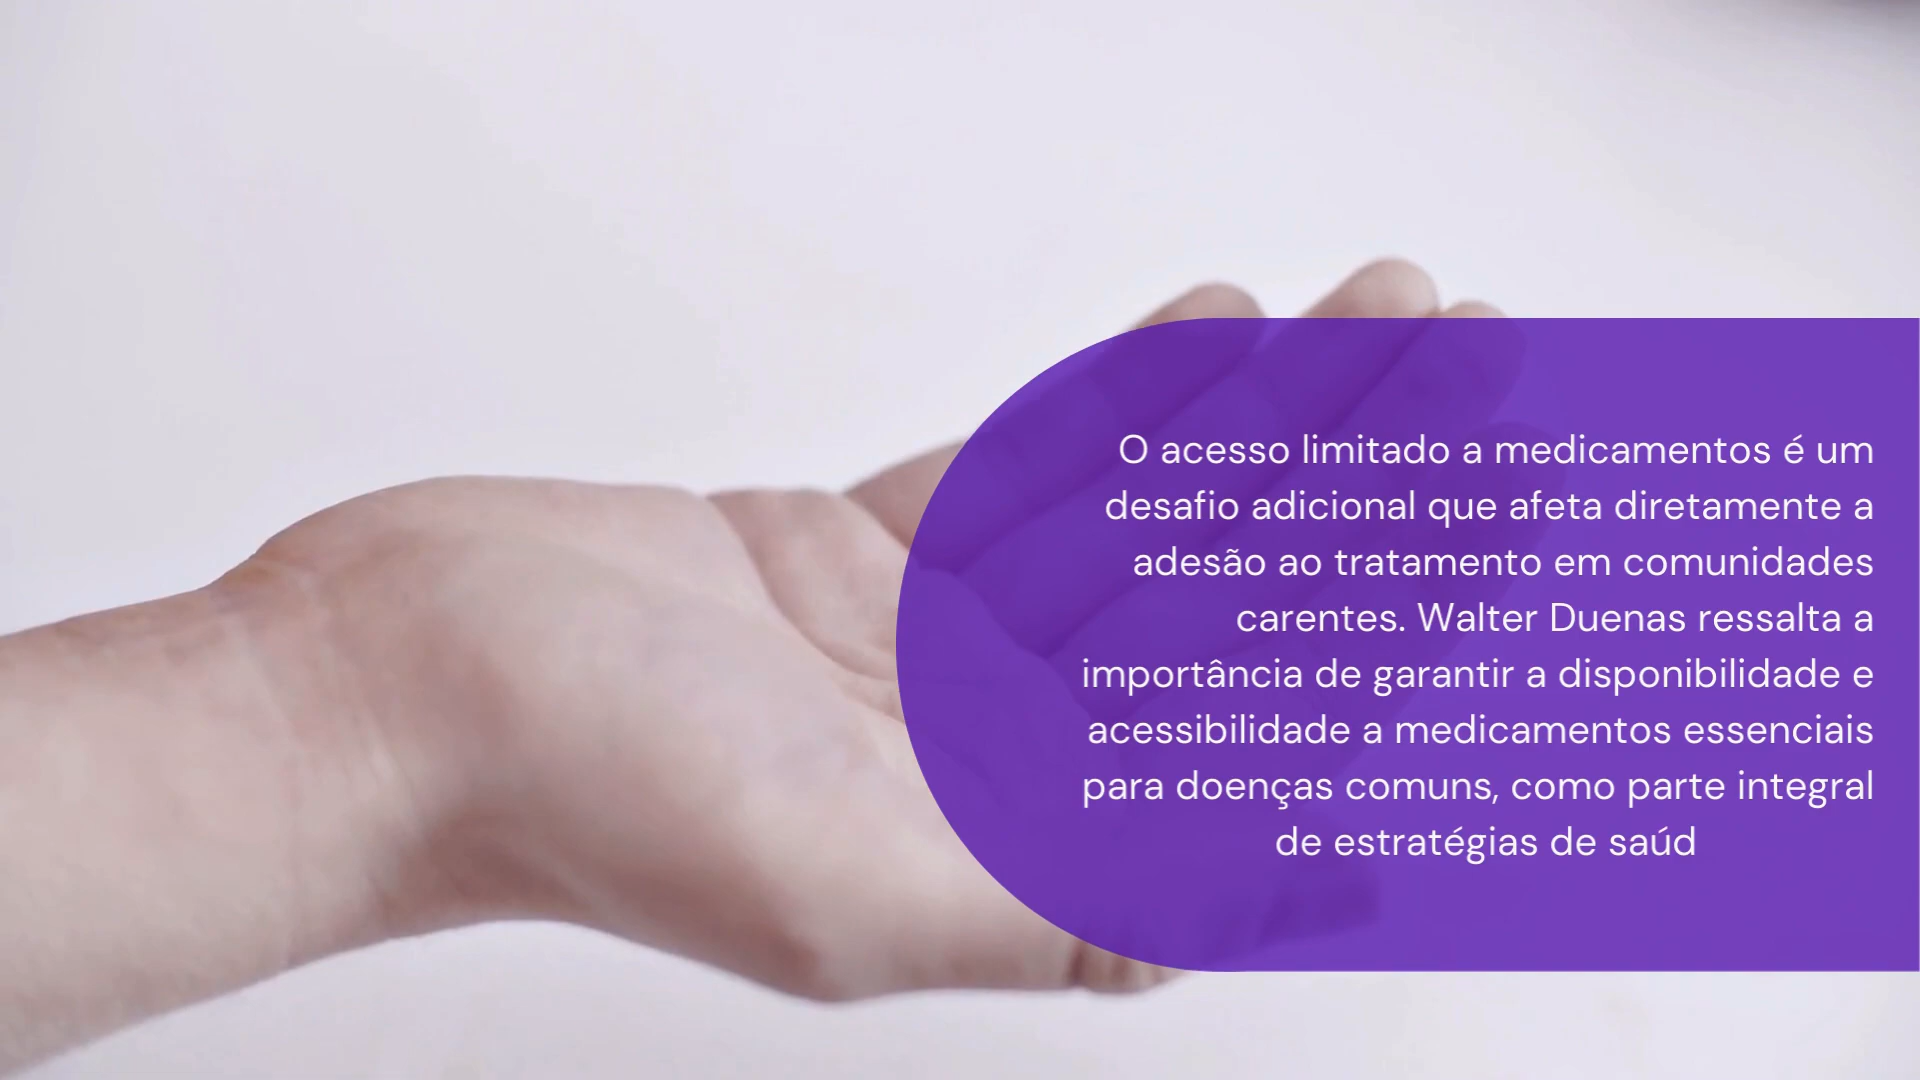 O acesso limitado a medicamentos é um
desafio adicional que afeta diretamente a
adesão ao tratamento em comunidades
carentes. Walter Duenas ressalta a
importância de garantir a disponibilidade e
acessibilidade a medicamentos essenciais
para doenças comuns, como parte integral
de estratégias de saúd